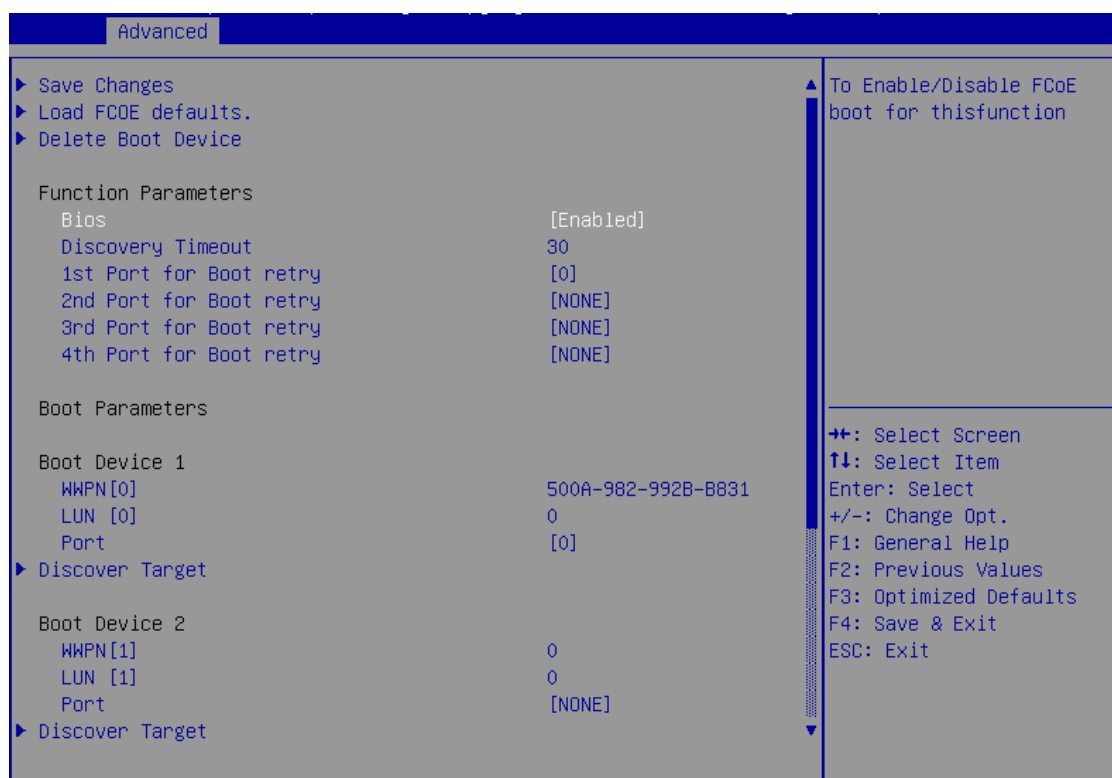 Advanced
Save Changes
Load FCOE defaults.
Delete Boot Device
Function Parameters
Bios [Enabled]
Discovery Timeout 30
1st Port for Boot retry [0]
2nd Port for Boot retry [NONE]
3rd Port for Boot retry [NONE]
4th Port for Boot retry [NONE]
Boot Parameters
Boot Device 1
WWPN[0] 500A-982-992B-B831
LUN [0] 0
Port [0]
Discover Target
Boot Device 2
WWPN[1] 0
LUN [1] 0
Port [NONE]
Discover Target
To Enable/Disable FCoE
boot for thisfunction
→←: Select Screen
↑↓: Select Item
Enter: Select
+/-: Change Opt.
F1: General Help
F2: Previous Values
F3: Optimized Defaults
F4: Save & Exit
ESC: Exit